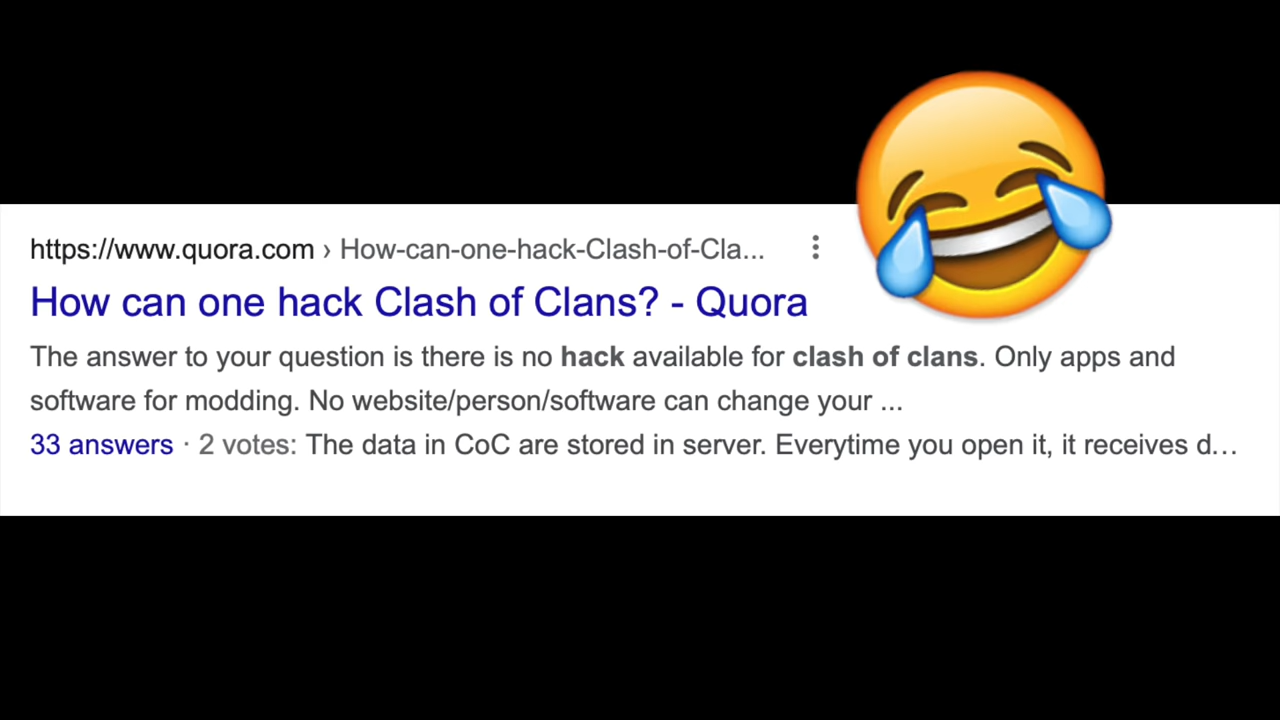 https://www.quora.com › How-can-one-hack-Clash-of-Cla...
How can one hack Clash of Clans? - Quora
The answer to your question is there is no hack available for clash of clans. Only apps and
software for modding. No website/person/software can change your ...
33 answers · 2 votes: The data in CoC are stored in server. Everytime you open it, it receives d...